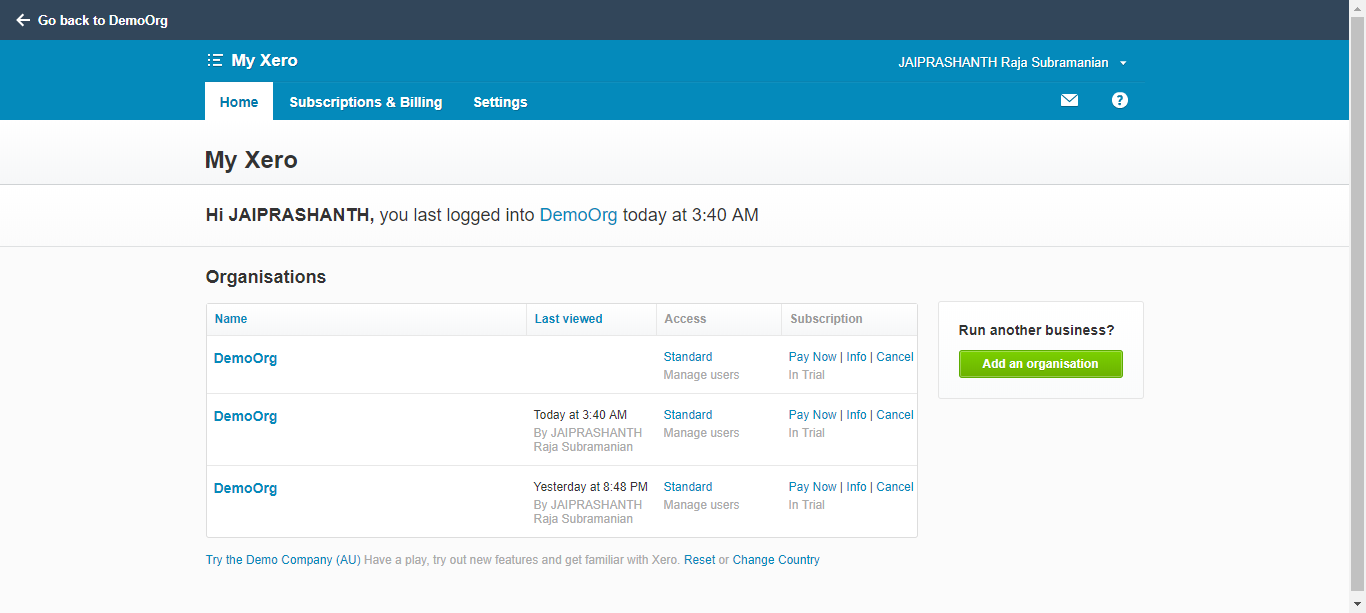 Go back to DemoOrg
My Xero
JAIPRASHANTH Raja Subramanian
Home Subscriptions & Billing Settings
?
My Xero
Hi JAIPRASHANTH, you last logged into DemoOrg today at 3:40 AM
Organisations
Name Last viewed Access Subscription
DemoOrg Standard Pay Now | Info | Cancel
Manage users In Trial
DemoOrg Today at 3:40 AM Standard Pay Now | Info | Cancel
By JAIPRASHANTH Manage users In Trial
Raja Subramanian
DemoOrg Yesterday at 8:48 PM Standard Pay Now | Info | Cancel
By JAIPRASHANTH Manage users In Trial
Raja Subramanian
Run another business?
Add an organisation
Try the Demo Company (AU) Have a play, try out new features and get familiar with Xero. Reset or Change Country